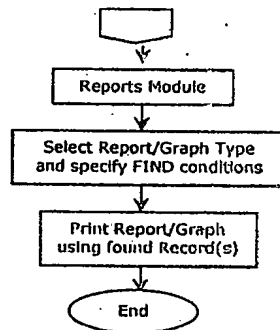 Reports Module
Select Report/Graph Type
and specify FIND conditions
Print Report/Graph
using found Record(s)
End